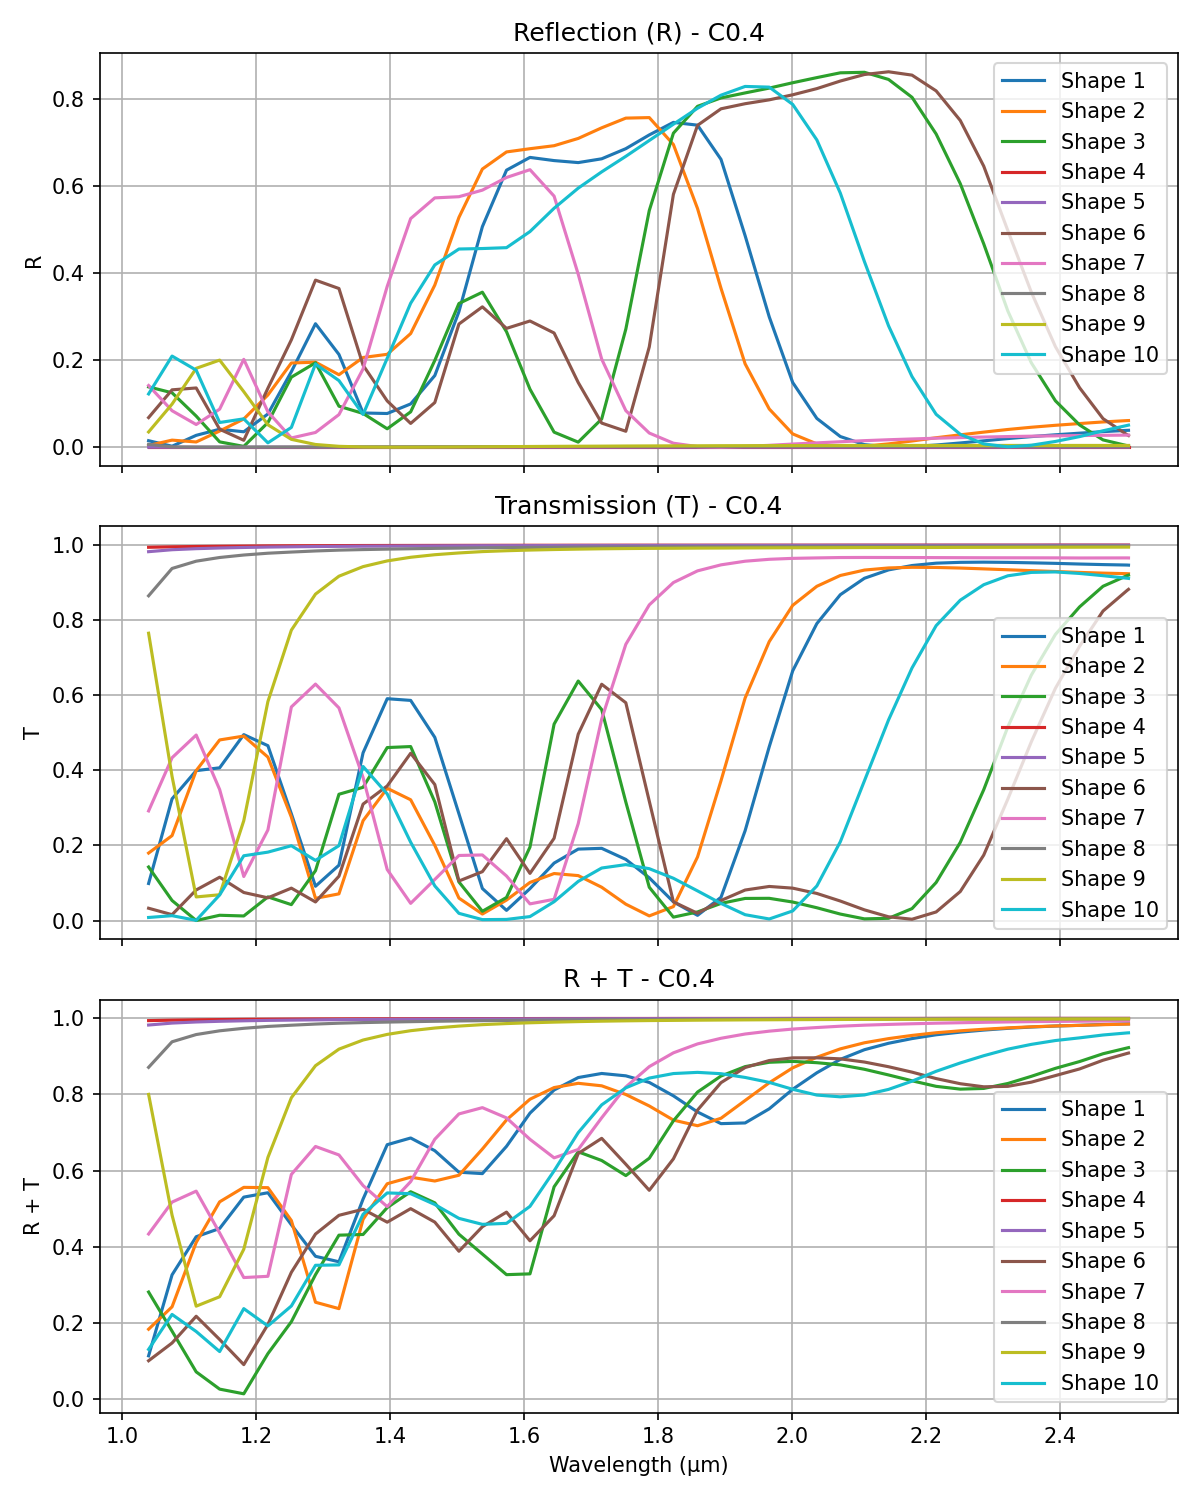 Reflection (R) - C0.4
R
0.8
0.6
0.4
0.2
0.0
Shape 1
Shape 2
Shape 3
Shape 4
Shape 5
Shape 6
Shape 7
Shape 8
Shape 9
Shape 10
Transmission (T) - C0.4
T
1.0
0.8
0.6
0.4
0.2
0.0
Shape 1
Shape 2
Shape 3
Shape 4
Shape 5
Shape 6
Shape 7
Shape 8
Shape 9
Shape 10
R + T - C0.4
R + T
1.0
0.8
0.6
0.4
0.2
0.0
Shape 1
Shape 2
Shape 3
Shape 4
Shape 5
Shape 6
Shape 7
Shape 8
Shape 9
Shape 10
1.0 1.2 1.4 1.6 1.8 2.0 2.2 2.4
Wavelength (μm)